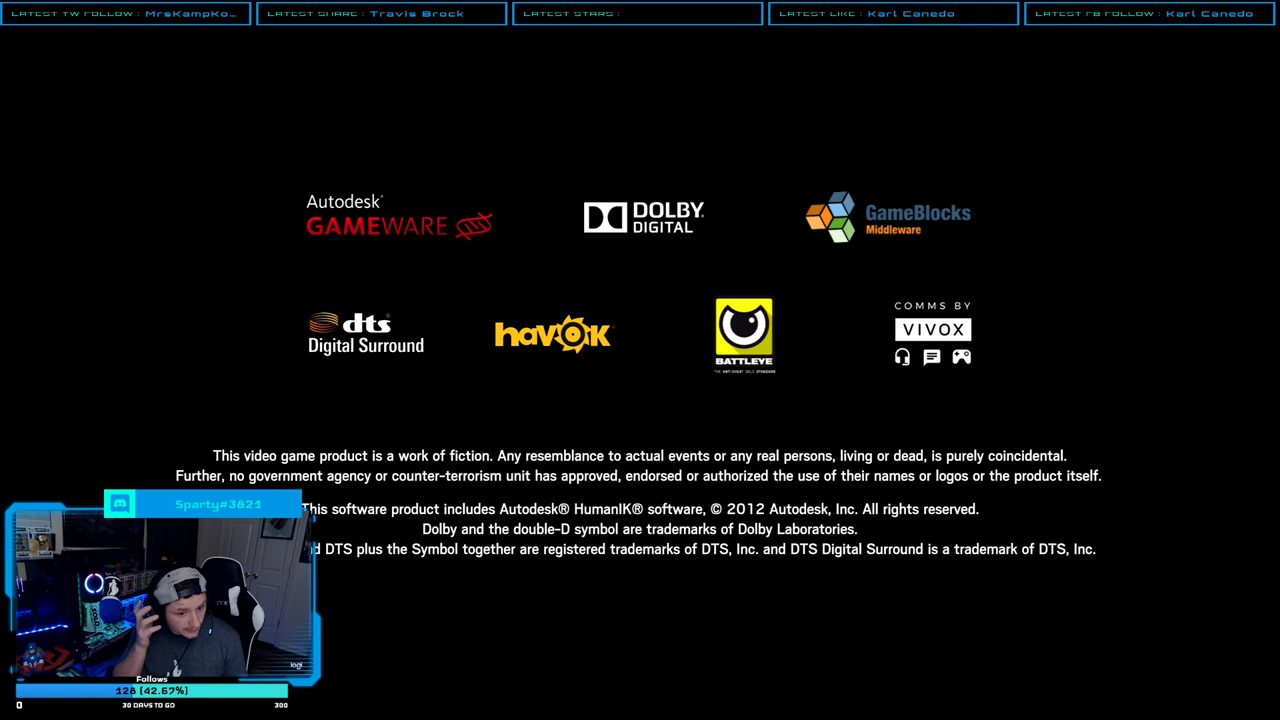 LATEST TW FOLLOW : MrsKampKo...
LATEST SHARE : Travis Brock
LATEST STARS :
LATEST LIKE : Karl Canedo
LATEST FB FOLLOW : Karl Canedo
Autodesk®
GAMEWARE
DOLBY
DIGITAL
GameBlocks
Middleware
dts
Digital Surround
havok
BATTLEYE
THE ANTI-CHEAT GOLD STANDARD
COMMS BY
VIVOX
This video game product is a work of fiction. Any resemblance to actual events or any real persons, living or dead, is purely coincidental.
Further, no government agency or counter-terrorism unit has approved, endorsed or authorized the use of their names or logos or the product itself.
This software product includes Autodesk® HumanIK® software, © 2012 Autodesk, Inc. All rights reserved.
Dolby and the double-D symbol are trademarks of Dolby Laboratories.
d DTS plus the Symbol together are registered trademarks of DTS, Inc. and DTS Digital Surround is a trademark of DTS, Inc.
Sparty#3821
logi
Follows
128 (42.67%)
0
30 DAYS TO GO
300